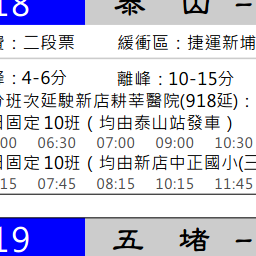 18 泰 山 -
費：二段票 緩衝區：捷運新埔
峰：4-6分 離峰：10-15分
分班次延駛新店耕莘醫院(918延)：
日固定 10班（均由泰山站發車）
00 06:30 07:00 09:00 10:30
日固定 10班（均由新店中正國小(三
15 07:45 08:15 10:15 11:45
19 五 堵 -